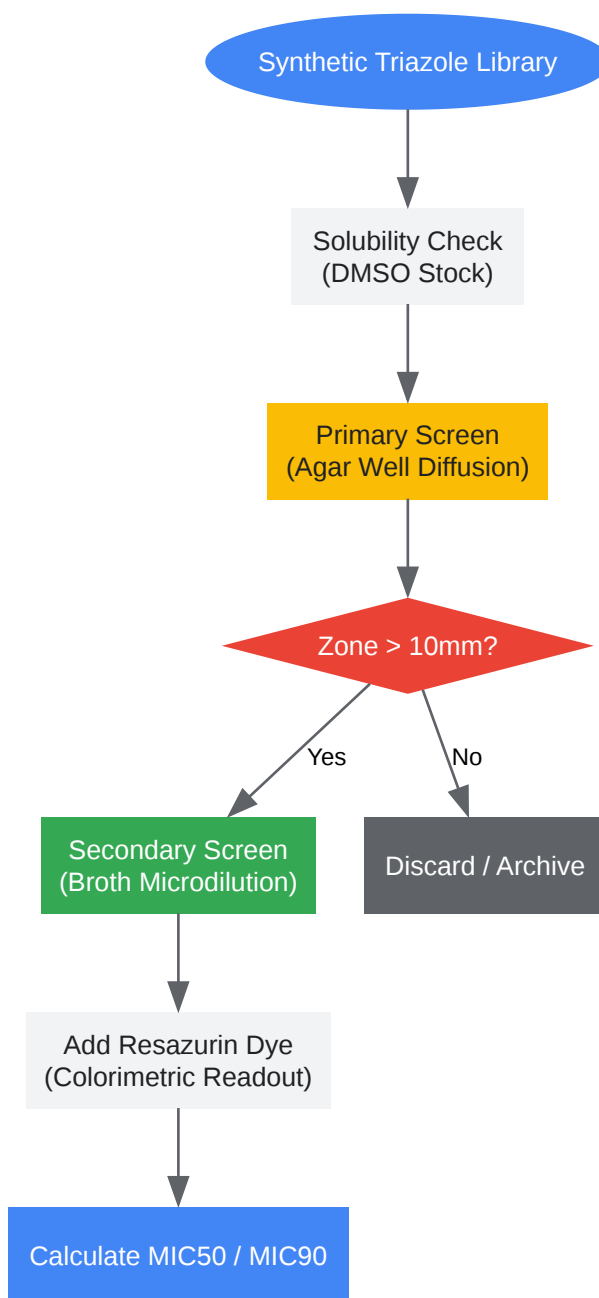 Synthetic Triazole Library
Solubility Check
(DMSO Stock)
Primary Screen
(Agar Well Diffusion)
Zone > 10mm?
Yes
No
Secondary Screen
(Broth Microdilution)
Discard / Archive
Add Resazurin Dye
(Colorimetric Readout)
Calculate MIC50 / MIC90